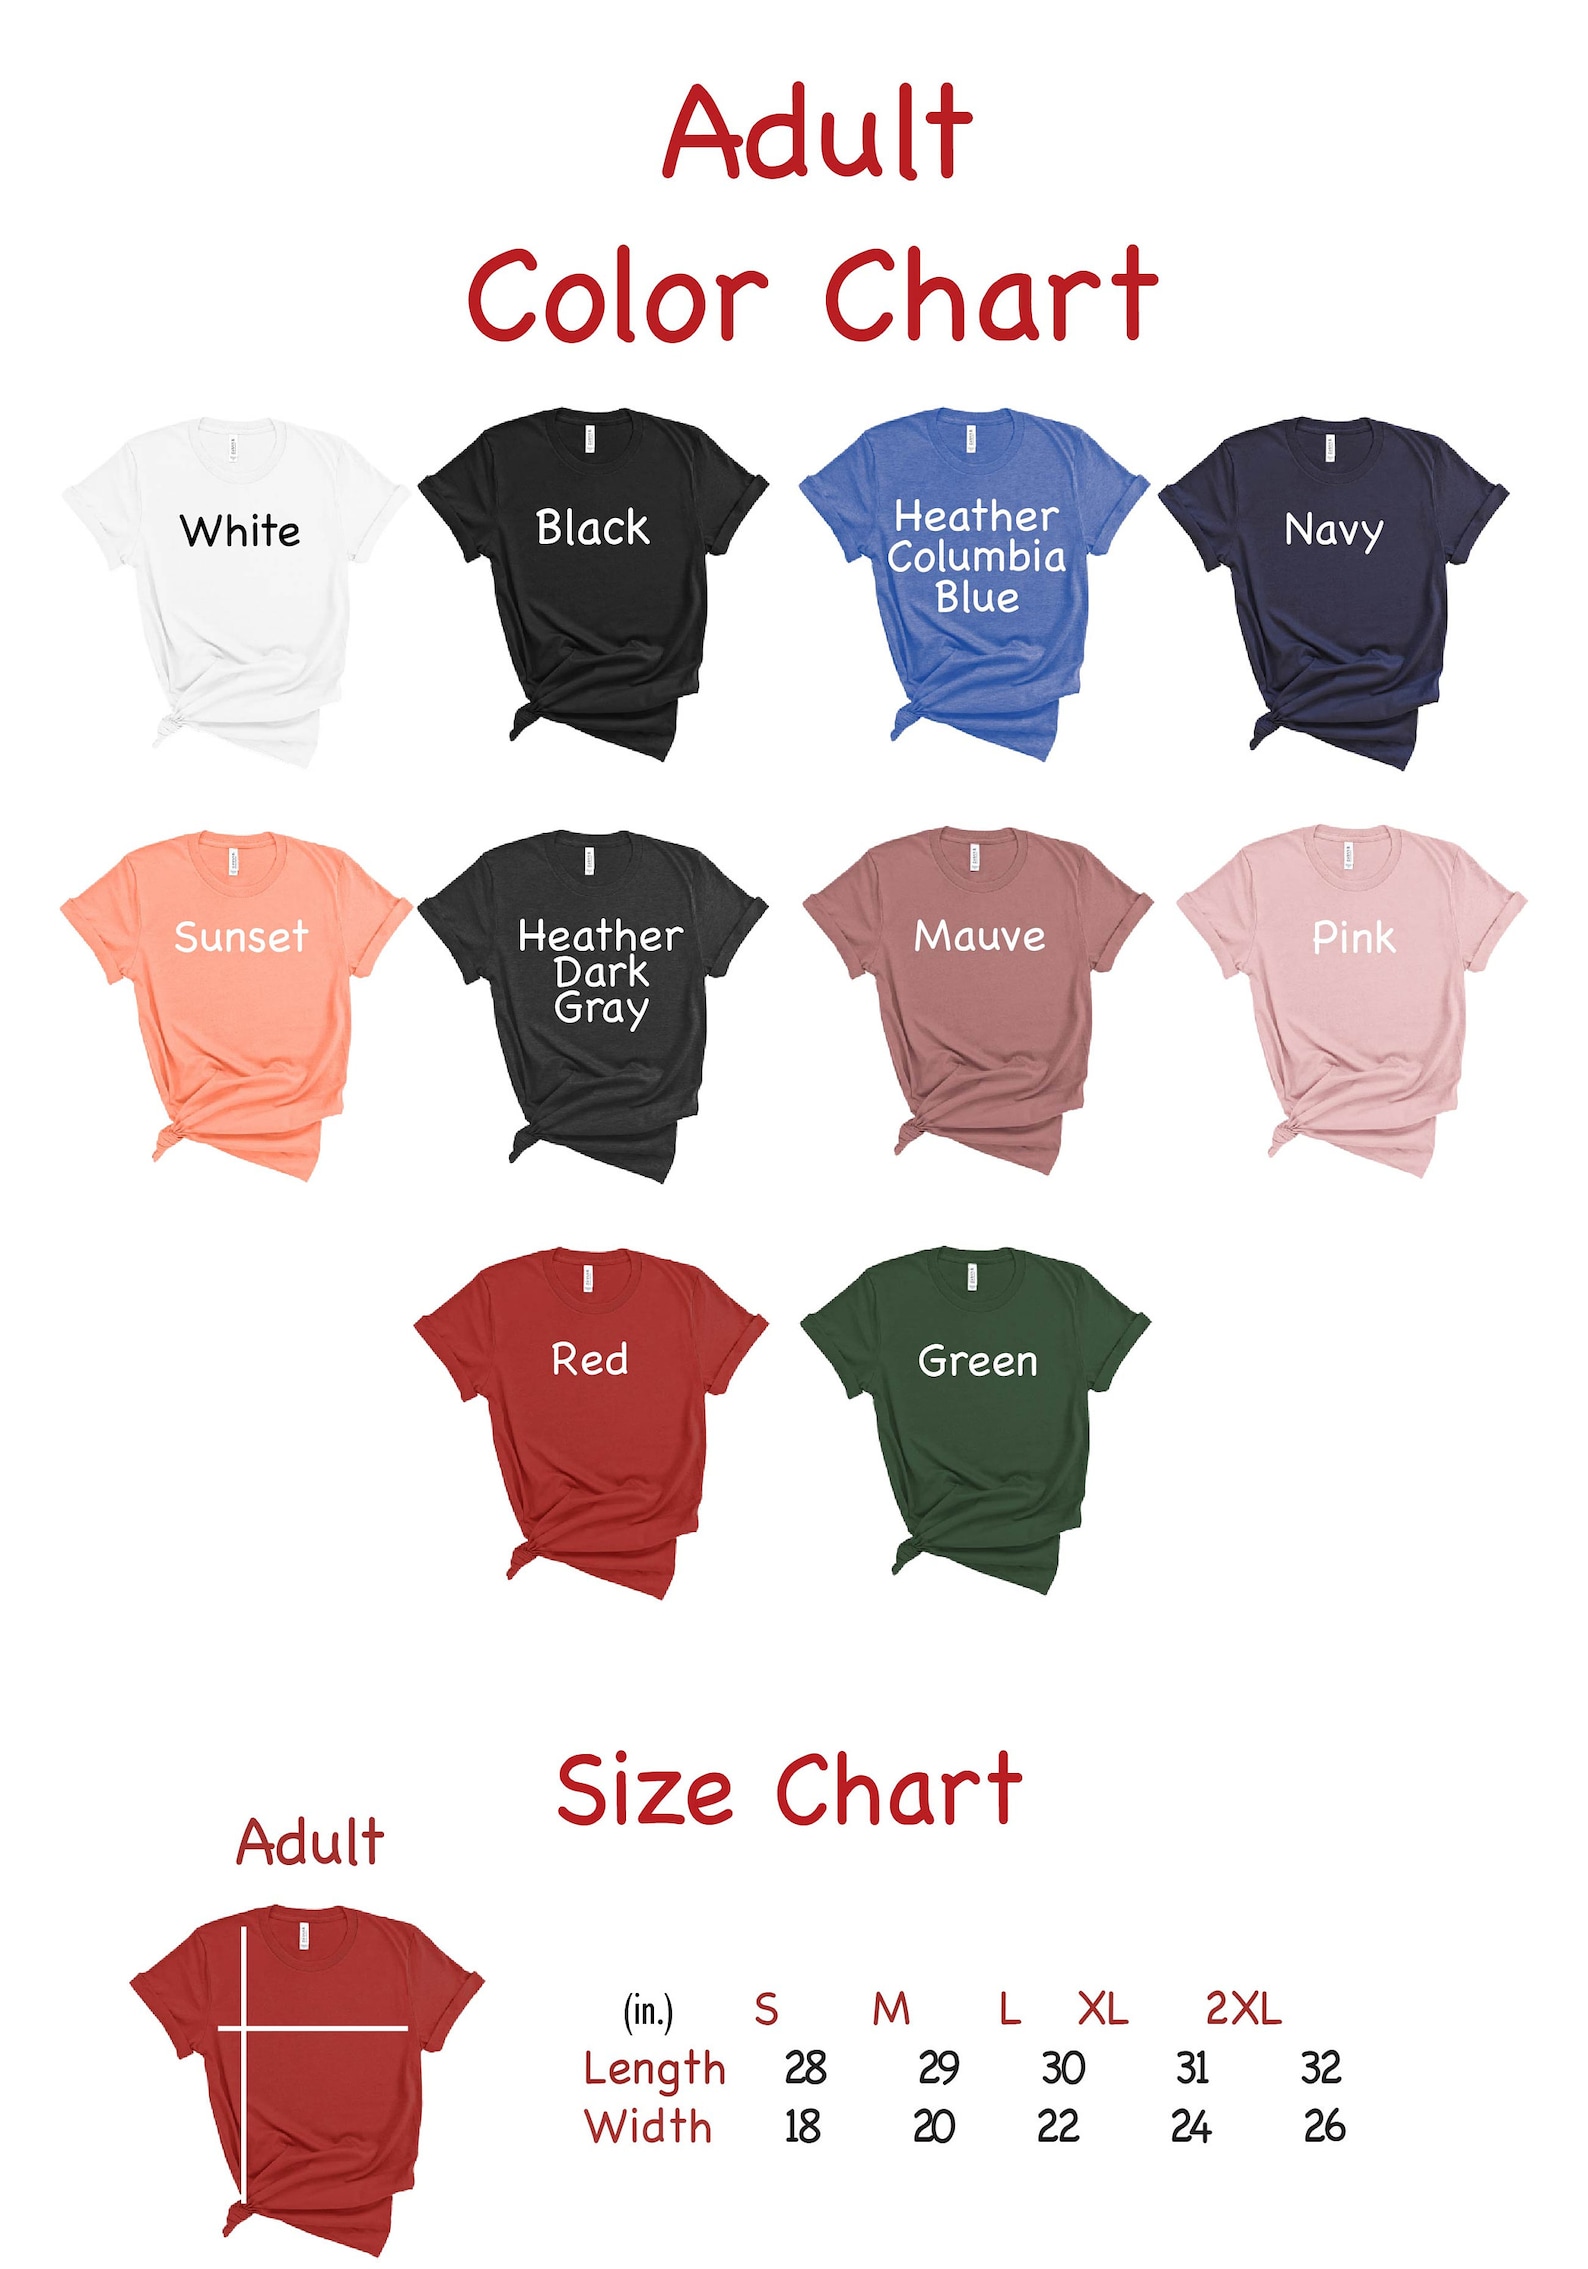 Adult
Color Chart
White
Black
Heather
Columbia
Blue
Navy
Sunset
Heather
Dark
Gray
Mauve
Pink
Red
Green
Size Chart
Adult
(in.) S M L XL 2XL
Length 28 29 30 31 32
Width 18 20 22 24 26